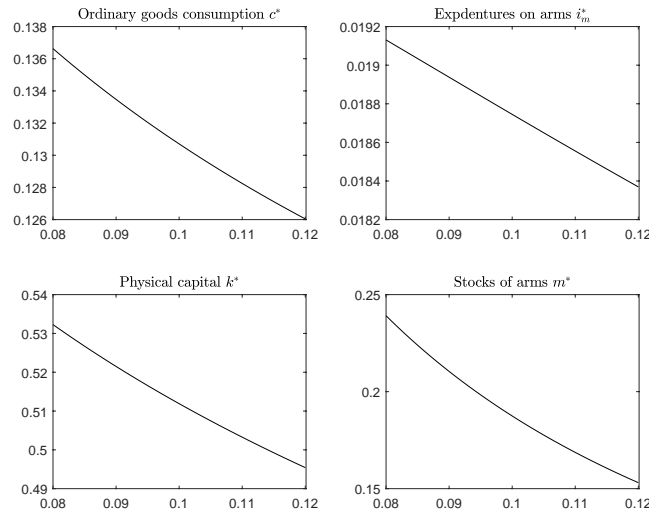 Ordinary goods consumption c*
0.138
0.136
0.134
0.132
0.13
0.128
0.126
0.08 0.09 0.1 0.11 0.12
Expdentures on arms i*m
0.0192
0.019
0.0188
0.0186
0.0184
0.0182
0.08 0.09 0.1 0.11 0.12
Physical capital k*
0.54
0.53
0.52
0.51
0.5
0.49
0.08 0.09 0.1 0.11 0.12
Stocks of arms m*
0.25
0.2
0.15
0.08 0.09 0.1 0.11 0.12